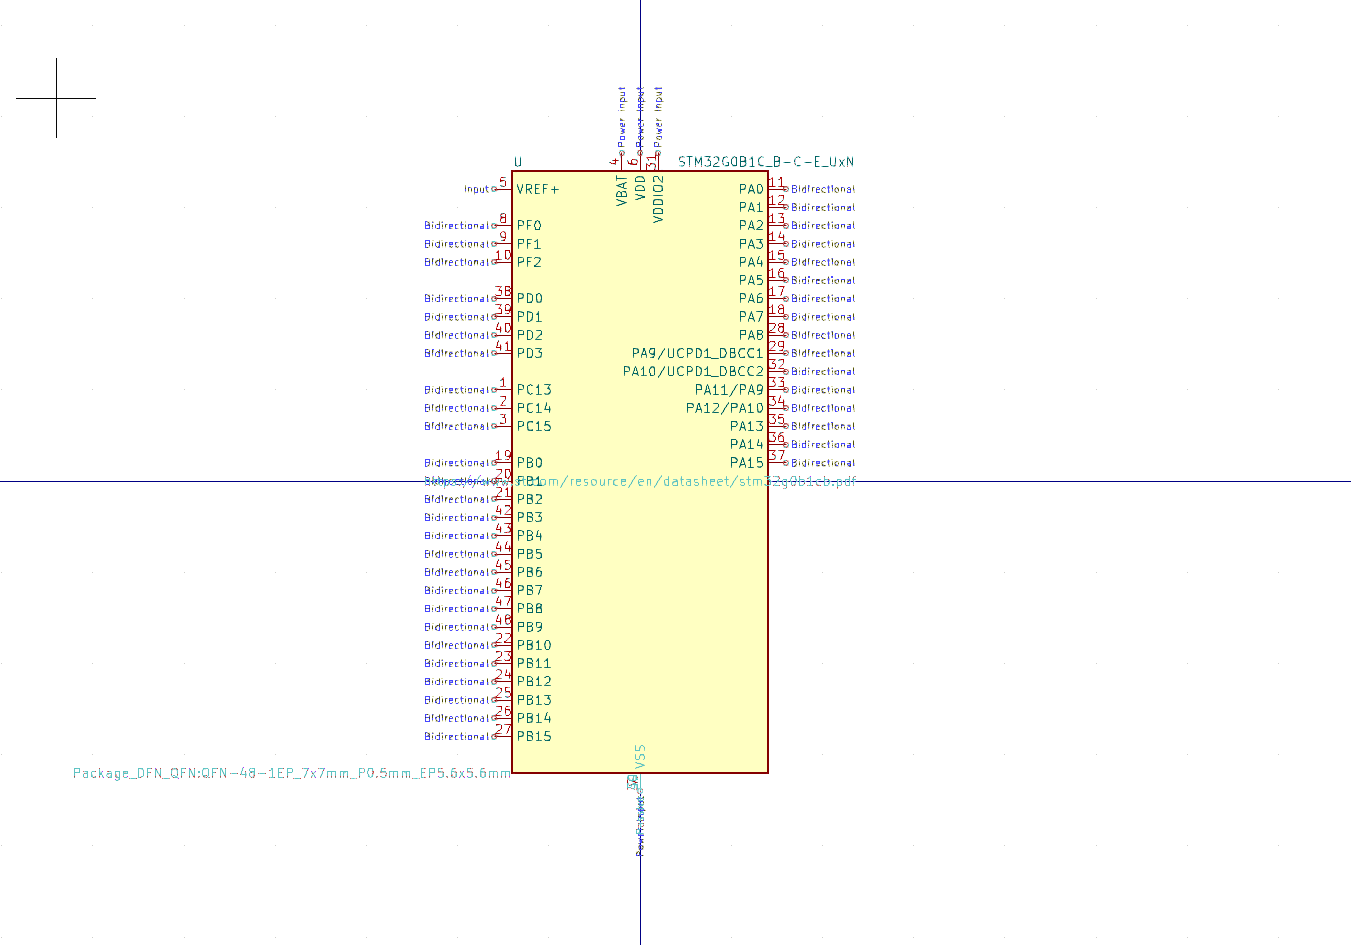 Power Input
Power Input
Power Input
4
6
31
U
STM32G0B1C_B-C-E_UxN
VBAT
VDD
VDDIO2
Input 5 VREF+
Bidirectional 8 PF0
Bidirectional 9 PF1
Bidirectional 10 PF2
Bidirectional 38 PD0
Bidirectional 39 PD1
Bidirectional 40 PD2
Bidirectional 41 PD3
Bidirectional 1 PC13
Bidirectional 2 PC14
Bidirectional 3 PC15
Bidirectional 19 PB0
Bidirectional 20 PB1
Bidirectional 21 PB2
Bidirectional 42 PB3
Bidirectional 43 PB4
Bidirectional 44 PB5
Bidirectional 45 PB6
Bidirectional 46 PB7
Bidirectional 47 PB8
Bidirectional 48 PB9
Bidirectional 22 PB10
Bidirectional 23 PB11
Bidirectional 24 PB12
Bidirectional 25 PB13
Bidirectional 26 PB14
Bidirectional 27 PB15
PA0 11 Bidirectional
PA1 12 Bidirectional
PA2 13 Bidirectional
PA3 14 Bidirectional
PA4 15 Bidirectional
PA5 16 Bidirectional
PA6 17 Bidirectional
PA7 18 Bidirectional
PA8 28 Bidirectional
PA9/UCPD1_DBCC1 29 Bidirectional
PA10/UCPD1_DBCC2 32 Bidirectional
PA11/PA9 33 Bidirectional
PA12/PA10 34 Bidirectional
PA13 35 Bidirectional
PA14 36 Bidirectional
PA15 37 Bidirectional
https://www.st.com/resource/en/datasheet/stm32g0b1cb.pdf
VSS
Package_DFN_QFN:QFN-48-1EP_7x7mm_P0.5mm_EP5.6x5.6mm